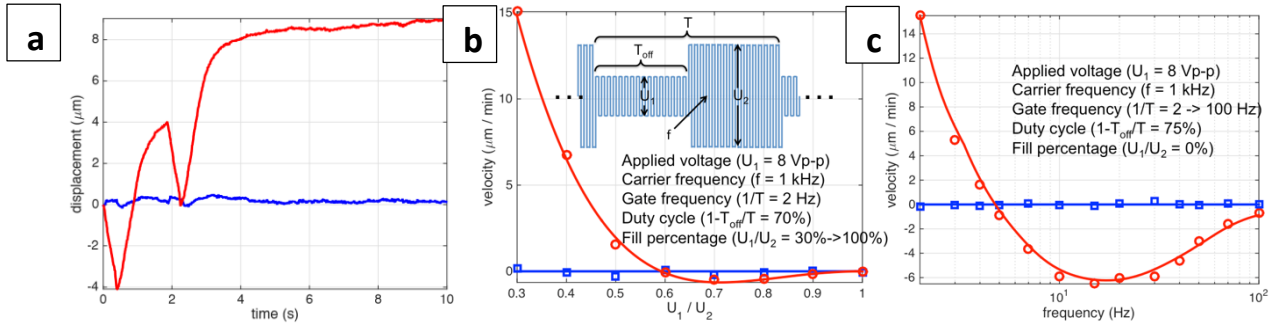 a
displacement (μm)
8
6
4
2
0
-2
-4
0
2
4
6
8
10
time (s)
b
velocity (μm / min)
15
10
5
0
T
T_off
U_1
U_2
f
Applied voltage (U_1 = 8 Vp-p)
Carrier frequency (f = 1 kHz)
Gate frequency (1/T = 2 Hz)
Duty cycle (1-T_off/T = 70%)
Fill percentage (U_1/U_2 = 30%->100%)
0.3
0.4
0.5
0.6
0.7
0.8
0.9
1
U_1 / U_2
c
velocity (μm / min)
14
12
10
8
6
4
2
0
-2
-4
-6
Applied voltage (U_1 = 8 Vp-p)
Carrier frequency (f = 1 kHz)
Gate frequency (1/T = 2 -> 100 Hz)
Duty cycle (1-T_off/T = 75%)
Fill percentage (U_1/U_2 = 0%)
10^1
10^2
frequency (Hz)